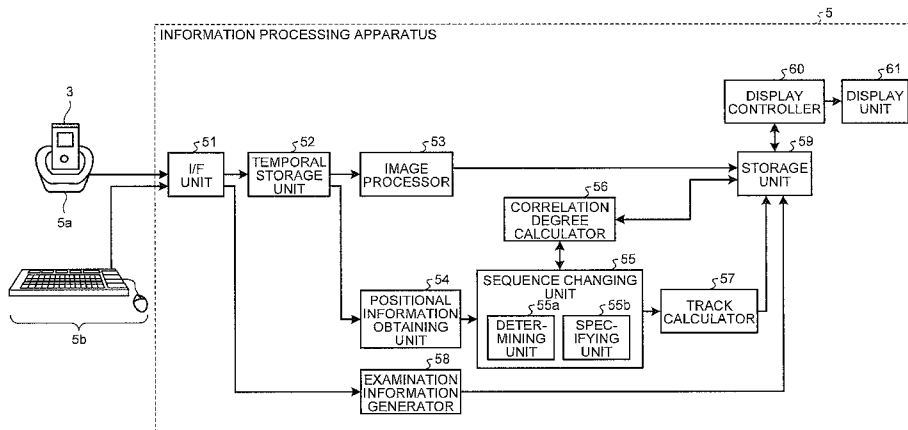 5
INFORMATION PROCESSING APPARATUS
60
61
DISPLAY
CONTROLLER
DISPLAY
UNIT
3
51
52
53
59
I/F
UNIT
TEMPORAL
STORAGE
UNIT
IMAGE
PROCESSOR
STORAGE
UNIT
5a
56
CORRELATION
DEGREE
CALCULATOR
54
55
57
POSITIONAL
INFORMATION
OBTAINING
UNIT
SEQUENCE CHANGING
UNIT
55a
55b
DETER-
MINING
UNIT
SPEC-
IFYING
UNIT
TRACK
CALCULATOR
5b
58
EXAMINATION
INFORMATION
GENERATOR